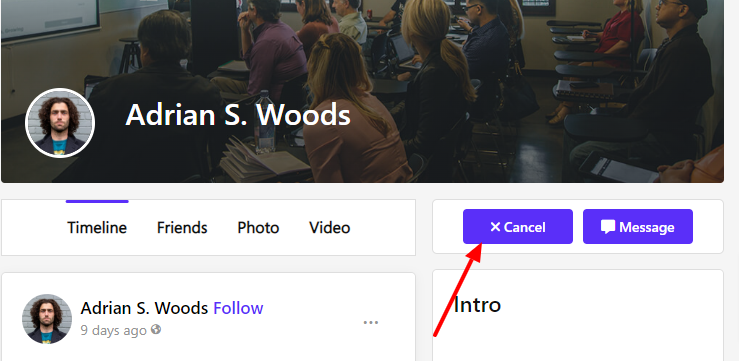 Adrian S. Woods
Timeline Friends Photo Video
Cancel Message
Adrian S. Woods Follow
9 days ago
Intro